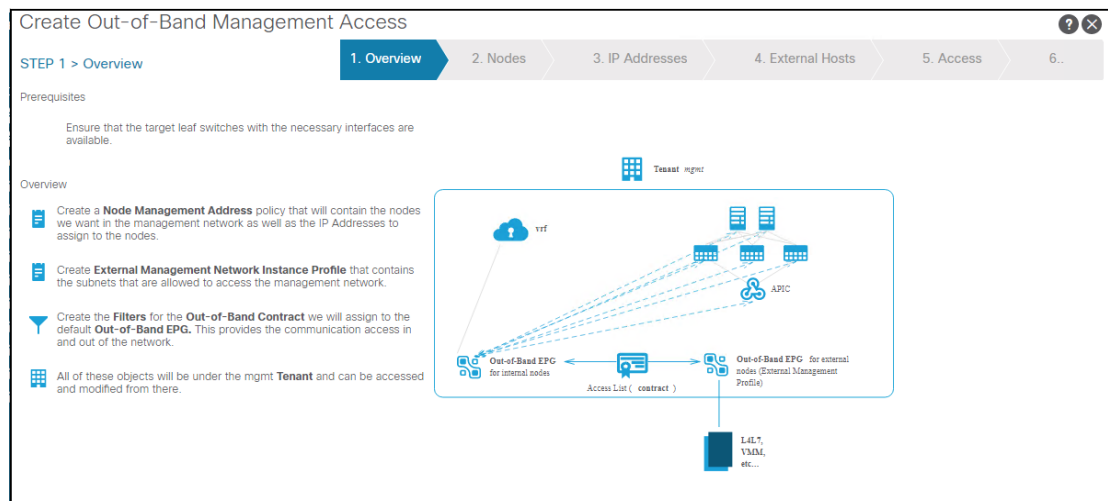 Create Out-of-Band Management Access
STEP 1 > Overview
1. Overview
2. Nodes
3. IP Addresses
4. External Hosts
5. Access
6..
Prerequisites
Ensure that the target leaf switches with the necessary interfaces are
available.
Overview
Create a Node Management Address policy that will contain the nodes
we want in the management network as well as the IP Addresses to
assign to the nodes.
Create External Management Network Instance Profile that contains
the subnets that are allowed to access the management network.
Create the Filters for the Out-of-Band Contract we will assign to the
default Out-of-Band EPG. This provides the communication access in
and out of the network.
All of these objects will be under the mgmt Tenant and can be accessed
and modified from there.
Tenant mgmt
vrf
APIC
Out-of-Band EPG
for internal nodes
Access List ( contract )
Out-of-Band EPG for external
nodes (External Management
Profile)
L4L7,
VMM,
etc...